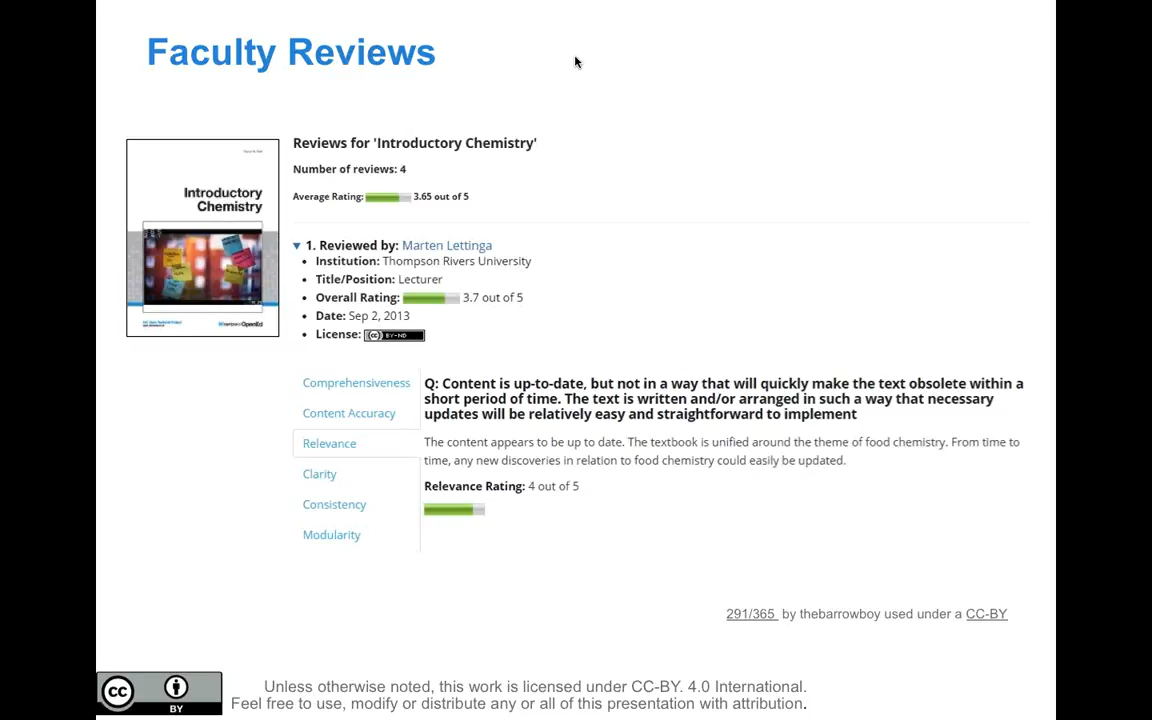 Faculty Reviews
Introductory
Chemistry
OpenEd
Reviews for 'Introductory Chemistry'
Number of reviews: 4
Average Rating: 3.65 out of 5
1. Reviewed by: Marten Lettinga
• Institution: Thompson Rivers University
• Title/Position: Lecturer
• Overall Rating: 3.7 out of 5
• Date: Sep 2, 2013
• License: cc BY-ND
Comprehensiveness
Content Accuracy
Relevance
Clarity
Consistency
Modularity
Q: Content is up-to-date, but not in a way that will quickly make the text obsolete within a
short period of time. The text is written and/or arranged in such a way that necessary
updates will be relatively easy and straightforward to implement
The content appears to be up to date. The textbook is unified around the theme of food chemistry. From time to
time, any new discoveries in relation to food chemistry could easily be updated.
Relevance Rating: 4 out of 5
291/365 by thebarrowboy used under a CC-BY
cc
BY
Unless otherwise noted, this work is licensed under CC-BY. 4.0 International.
Feel free to use, modify or distribute any or all of this presentation with attribution.